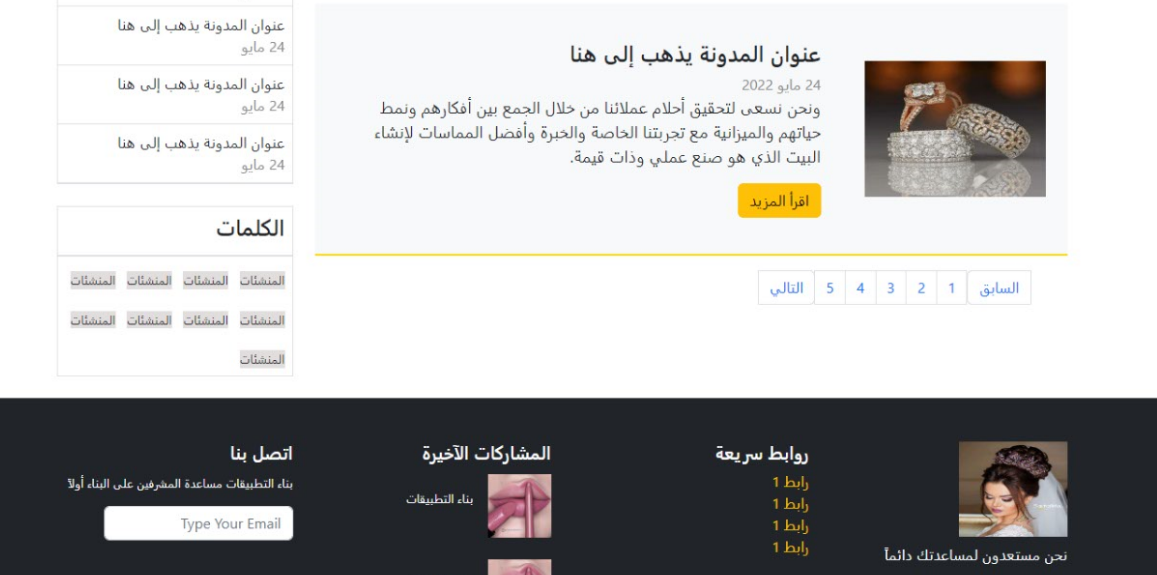 عنوان المدونة يذهب إلى هنا
24 مايو 2022
ونحن نسعى لتحقيق أحلام عملائنا من خلال الجمع بين أفكارهم ونمط
حياتهم والميزانية مع تجربتنا الخاصة والخبرة وأفضل المماسات لإنشاء
البيت الذي هو صنع عملي وذات قيمة.
اقرأ المزيد
السابق 1 2 3 4 5 التالي
عنوان المدونة يذهب إلى هنا
24 مايو
عنوان المدونة يذهب إلى هنا
24 مايو
عنوان المدونة يذهب إلى هنا
24 مايو
الكلمات
المنشئات المنشئات المنشئات المنشئات
المنشئات المنشئات المنشئات المنشئات
المنشئات
نحن مستعدون لمساعدتك دائماً
روابط سريعة
رابط 1
رابط 1
رابط 1
رابط 1
المشاركات الآخيرة
بناء التطبيقات
اتصل بنا
بناء التطبيقات مساعدة المشرفين على البناء أولاً
Type Your Email